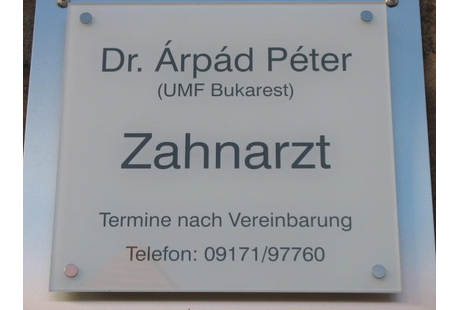 Dr. Árpád Péter
(UMF Bukarest)
Zahnarzt
Termine nach Vereinbarung
Telefon: 09171/97760